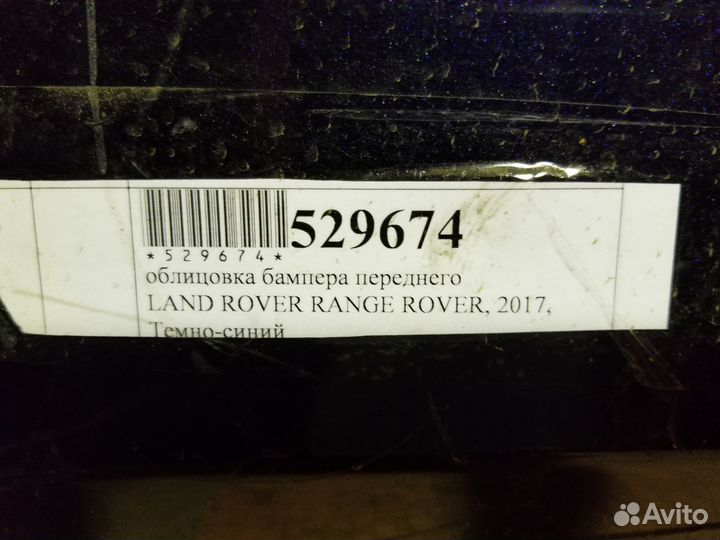 529674
*529674*
облицовка бампера переднего
LAND ROVER RANGE ROVER, 2017,
Темно-синий
Avito